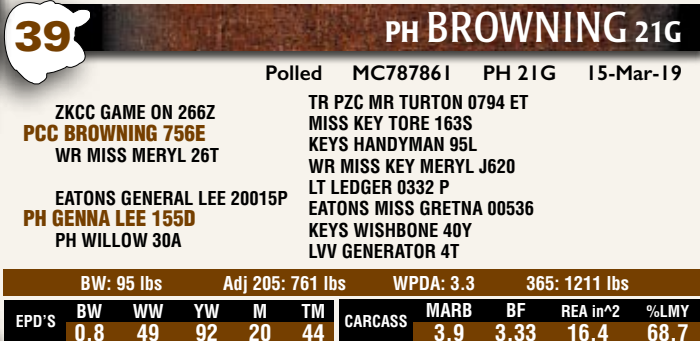 39
PH BROWNING 21G
Polled MC787861 PH 21G 15-Mar-19
ZKCC GAME ON 266Z
PCC BROWNING 756E
WR MISS MERYL 26T
EATONS GENERAL LEE 20015P
PH GENNA LEE 155D
PH WILLOW 30A
TR PZC MR TURTON 0794 ET
MISS KEY TORE 163S
KEYS HANDYMAN 95L
WR MISS KEY MERYL J620
LT LEDGER 0332 P
EATONS MISS GRETNA 00536
KEYS WISHBONE 40Y
LVV GENERATOR 4T
BW: 95 lbs Adj 205: 761 lbs WPDA: 3.3 365: 1211 lbs
EPD'S BW WW YW M TM
0.8 49 92 20 44
CARCASS MARB BF REA in^2 %LMY
3.9 3.33 16.4 68.7